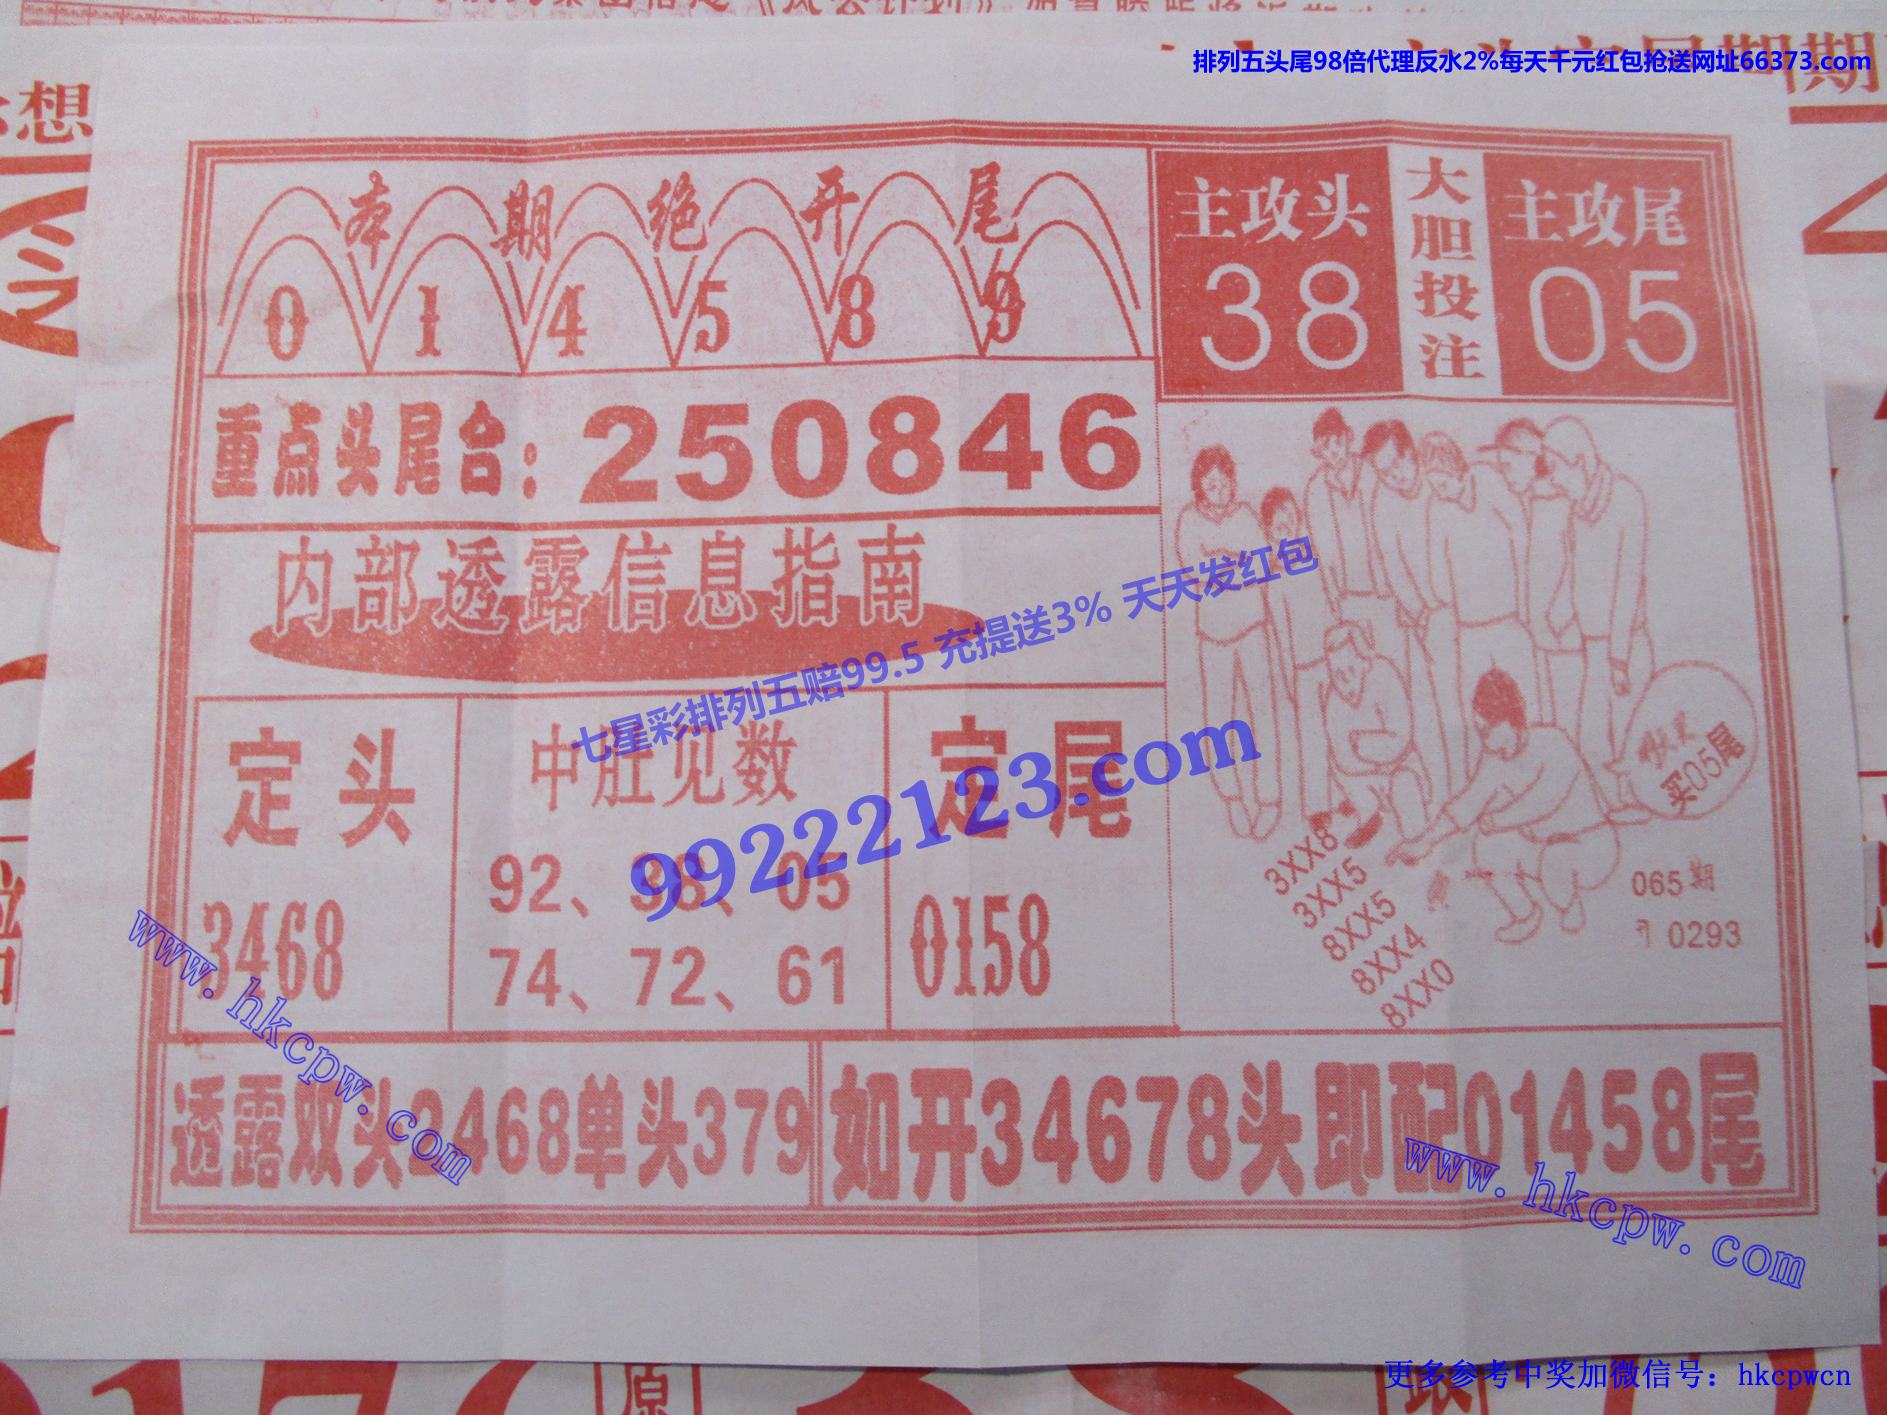 排列五头尾98倍代理反水2%每天千元红包抢送网址66373.com
想
期
本期绝开尾
0 1 4 5 8 9
主攻头
38
大胆投注
主攻尾
05
重点头尾台：250846
内部透露信息指南
七星彩排列五赔99.5 充提送3% 天天发红包
99222123.com
定头
3468
中肚见数
92、38、05
74、72、61
定尾
0158
买05尾
3XX8
3XX5
8XX5
8XX4
8XX0
065期
0293
透露双头2468单头379
如开34678头即配01458尾
www.hkcpw.com
www.hkcpw.com
原
更多参考中奖加微信号：hkcpwcn